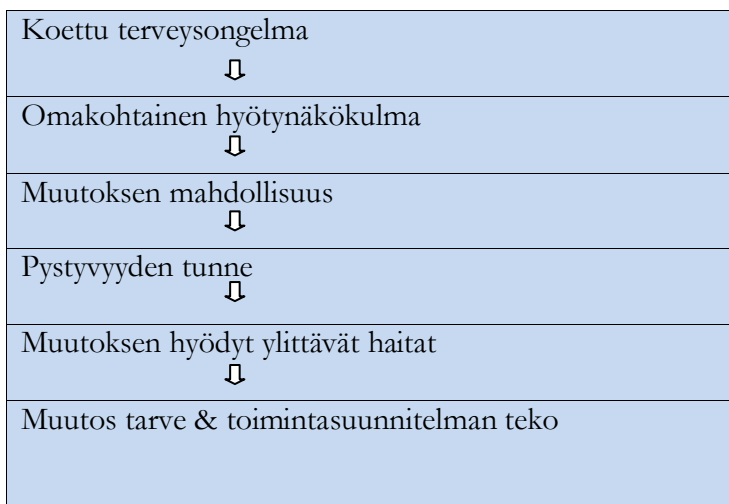 Koettu terveysongelma
Omakohtainen hyötynäkökulma
Muutoksen mahdollisuus
Pystyvyyden tunne
Muutoksen hyödyt ylittävät haitat
Muutos tarve & toimintasuunnitelman teko